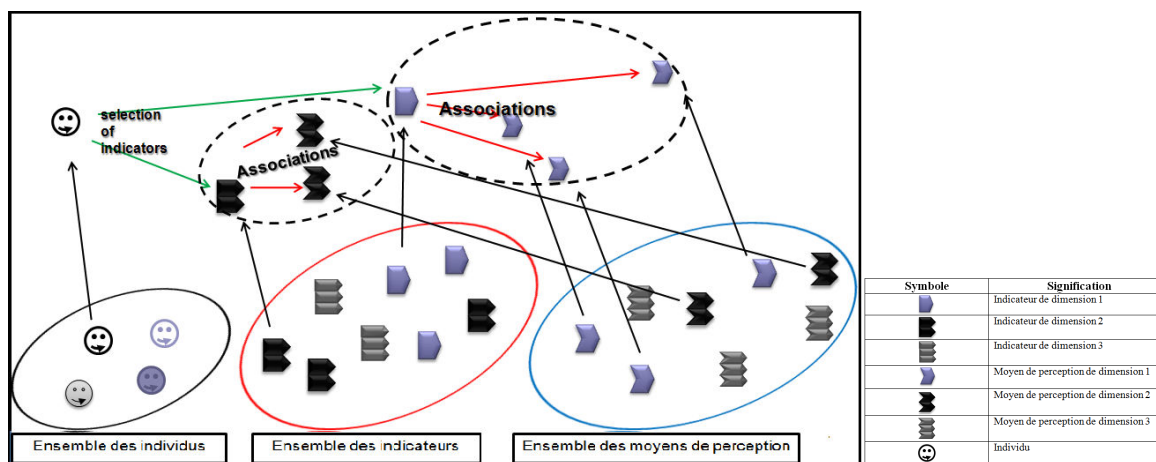 selection
of
indicators
Associations
Associations
Ensemble des individus
Ensemble des indicateurs
Ensemble des moyens de perception
Symbole Signification
Indicateur de dimension 1
Indicateur de dimension 2
Indicateur de dimension 3
Moyen de perception de dimension 1
Moyen de perception de dimension 2
Moyen de perception de dimension 3
Individu